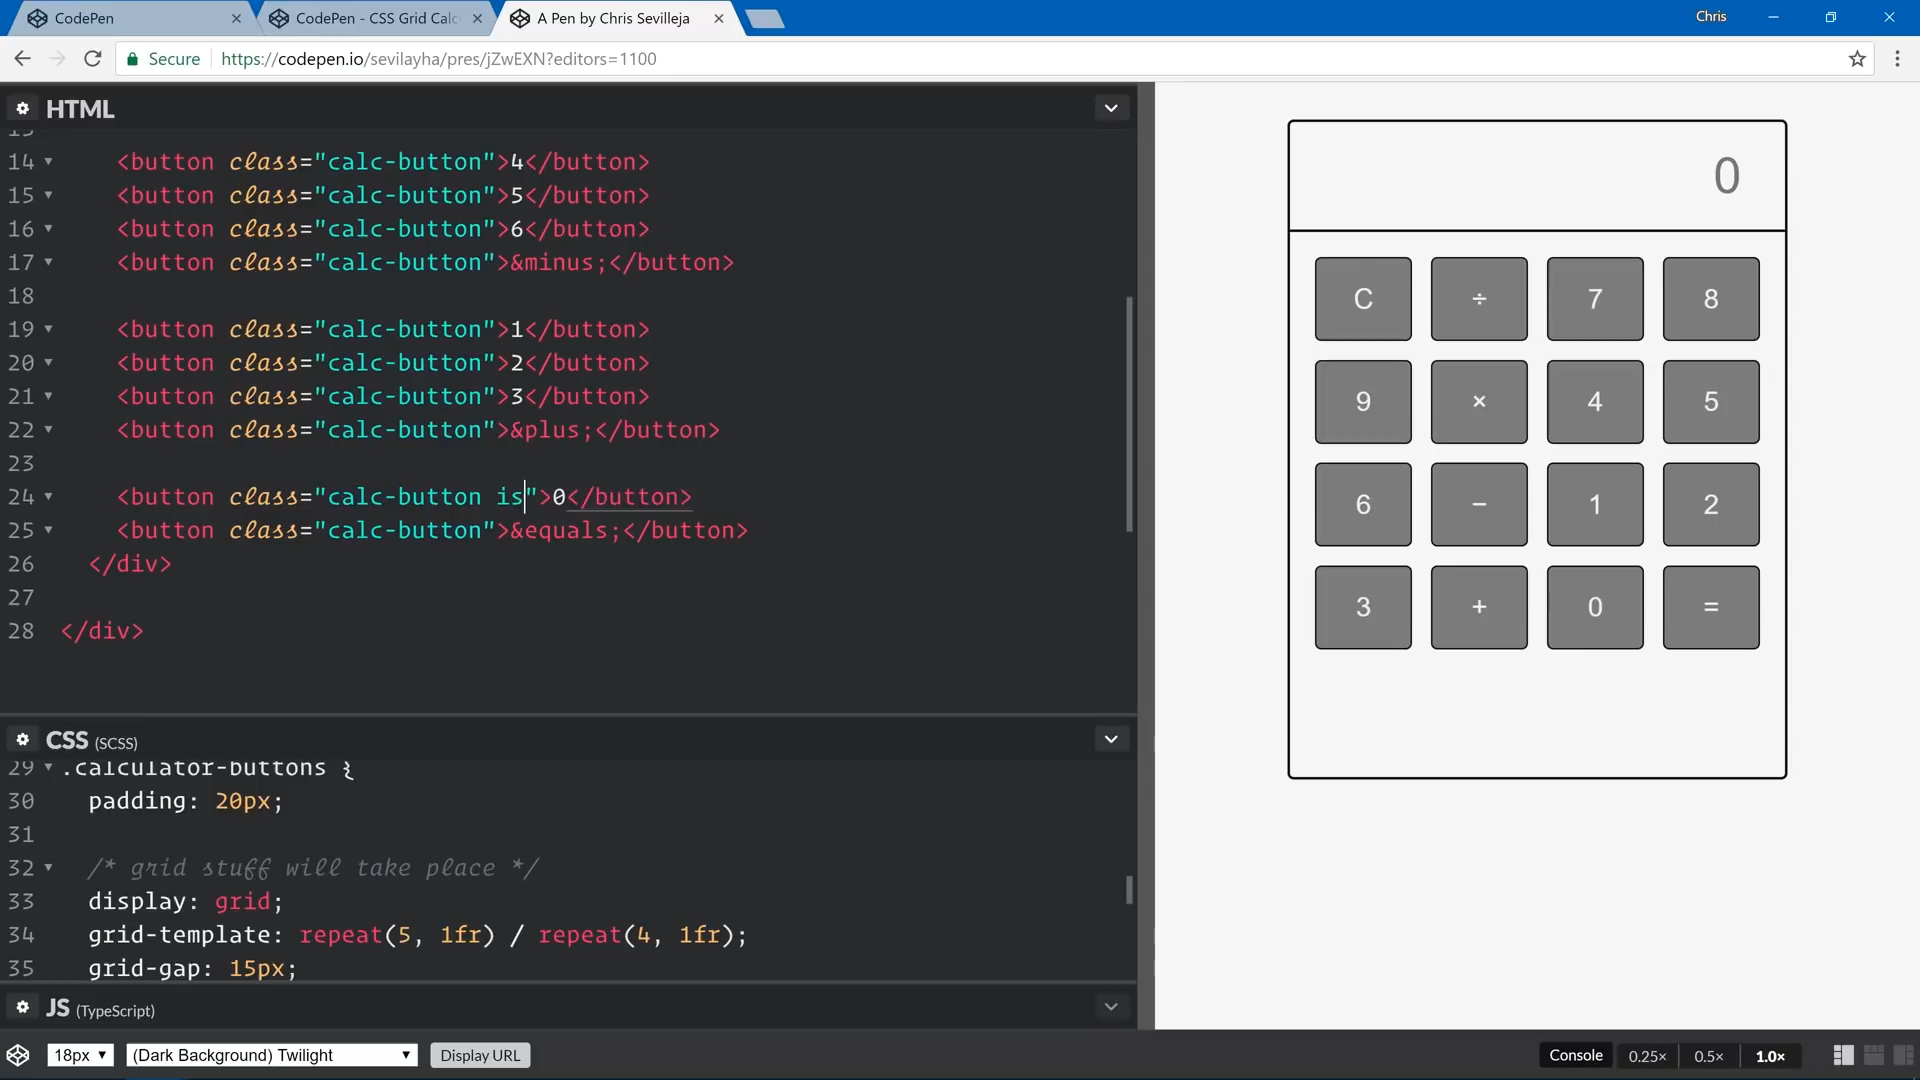 CodePen
CodePen - CSS Grid Calc
A Pen by Chris Sevilleja
Chris
Secure
https://codepen.io/sevilayha/pres/jZwEXN?editors=1100
HTML
14 <button class="calc-button">4</button>
15 <button class="calc-button">5</button>
16 <button class="calc-button">6</button>
17 <button class="calc-button">&minus;</button>
18
19 <button class="calc-button">1</button>
20 <button class="calc-button">2</button>
21 <button class="calc-button">3</button>
22 <button class="calc-button">&plus;</button>
23
24 <button class="calc-button is">0</button>
25 <button class="calc-button">&equals;</button>
26 </div>
27
28 </div>
CSS (SCSS)
29 .calculator-buttons {
30 padding: 20px;
31
32 /* grid stuff will take place */
33 display: grid;
34 grid-template: repeat(5, 1fr) / repeat(4, 1fr);
35 grid-gap: 15px;
JS (TypeScript)
0
C ÷ 7 8
9 × 4 5
6 − 1 2
3 + 0 =
18px (Dark Background) Twilight Display URL
Console 0.25× 0.5× 1.0×